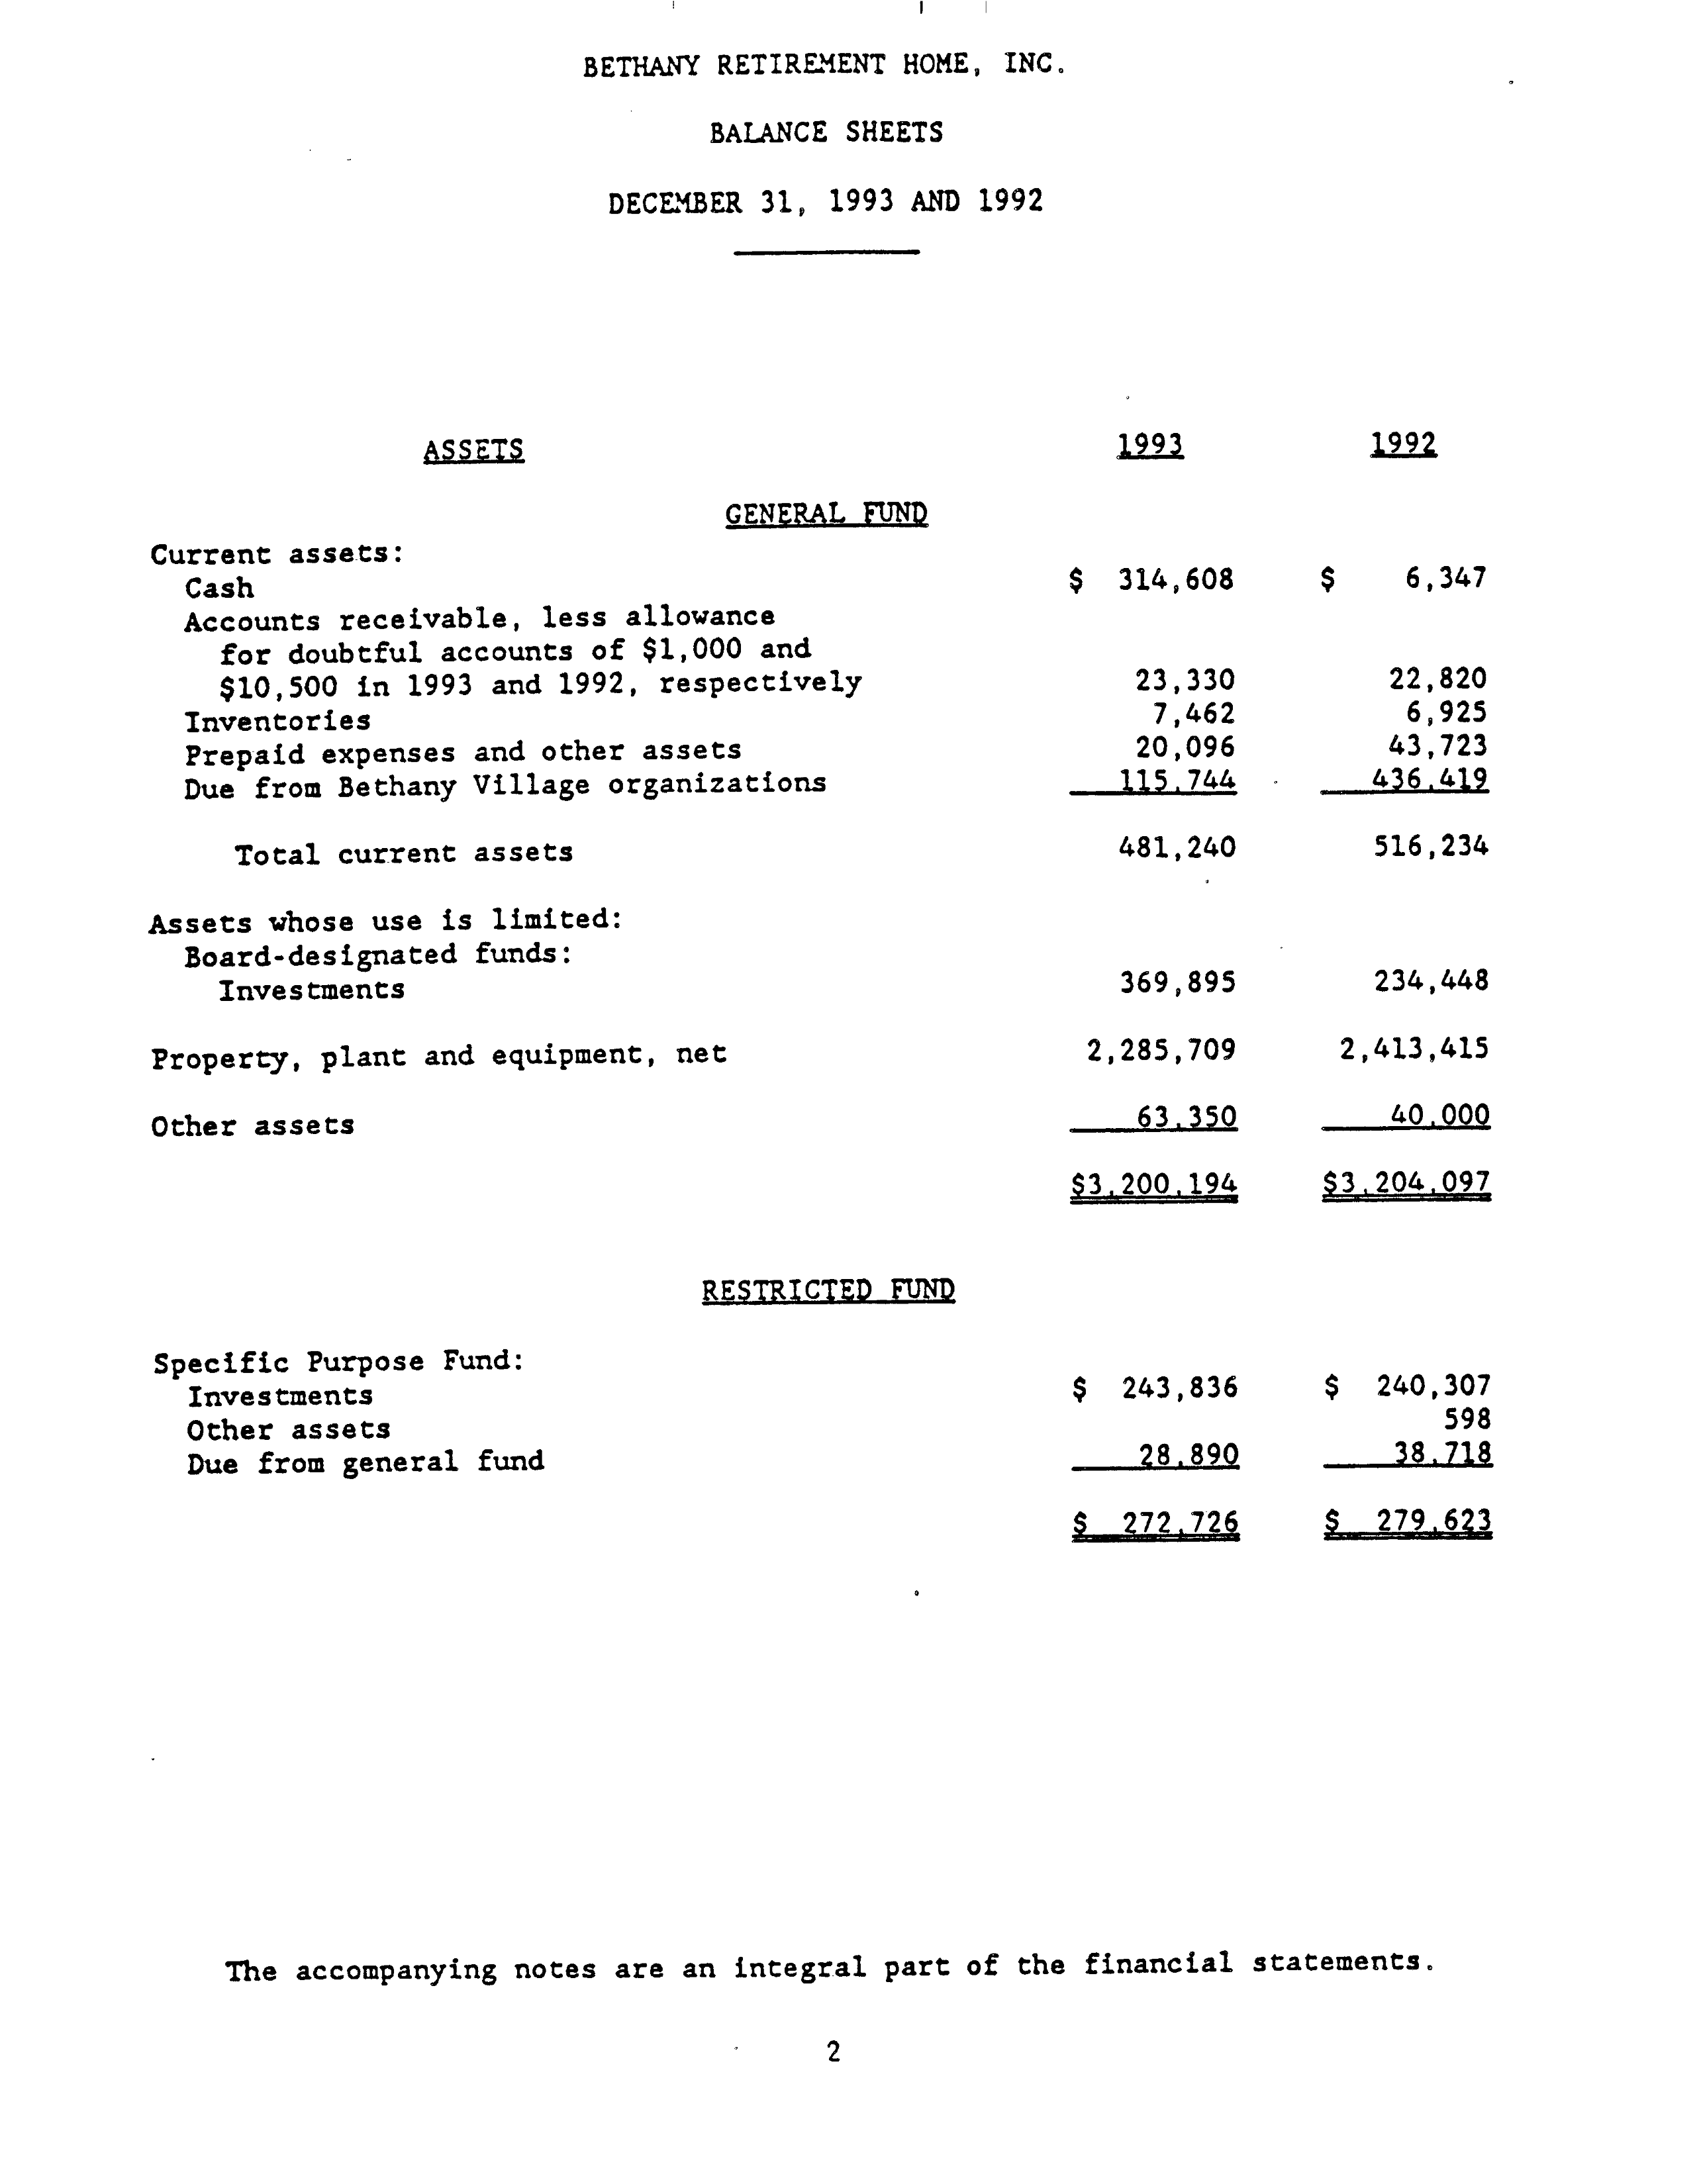 BETHANY RETIREMENT HOME, INC.
BALANCE SHEETS
DECEMBER 31, 1993 AND 1992
ASSETS 1993 1992
GENERAL FUND
Current assets:
Cash $ 314,608 $ 6,347
Accounts receivable, less allowance
for doubtful accounts of $1,000 and
$10,500 in 1993 and 1992, respectively 23,330 22,820
Inventories 7,462 6,925
Prepaid expenses and other assets 20,096 43,723
Due from Bethany Village organizations 115,744 436,419
Total current assets 481,240 516,234
Assets whose use is limited:
Board-designated funds:
Investments 369,895 234,448
Property, plant and equipment, net 2,285,709 2,413,415
Other assets 63,350 40,000
$3,200,194 $3,204,097
RESTRICTED FUND
Specific Purpose Fund:
Investments $ 243,836 $ 240,307
Other assets 598
Due from general fund 28,890 38,718
$ 272,726 $ 279,623
The accompanying notes are an integral part of the financial statements.
2